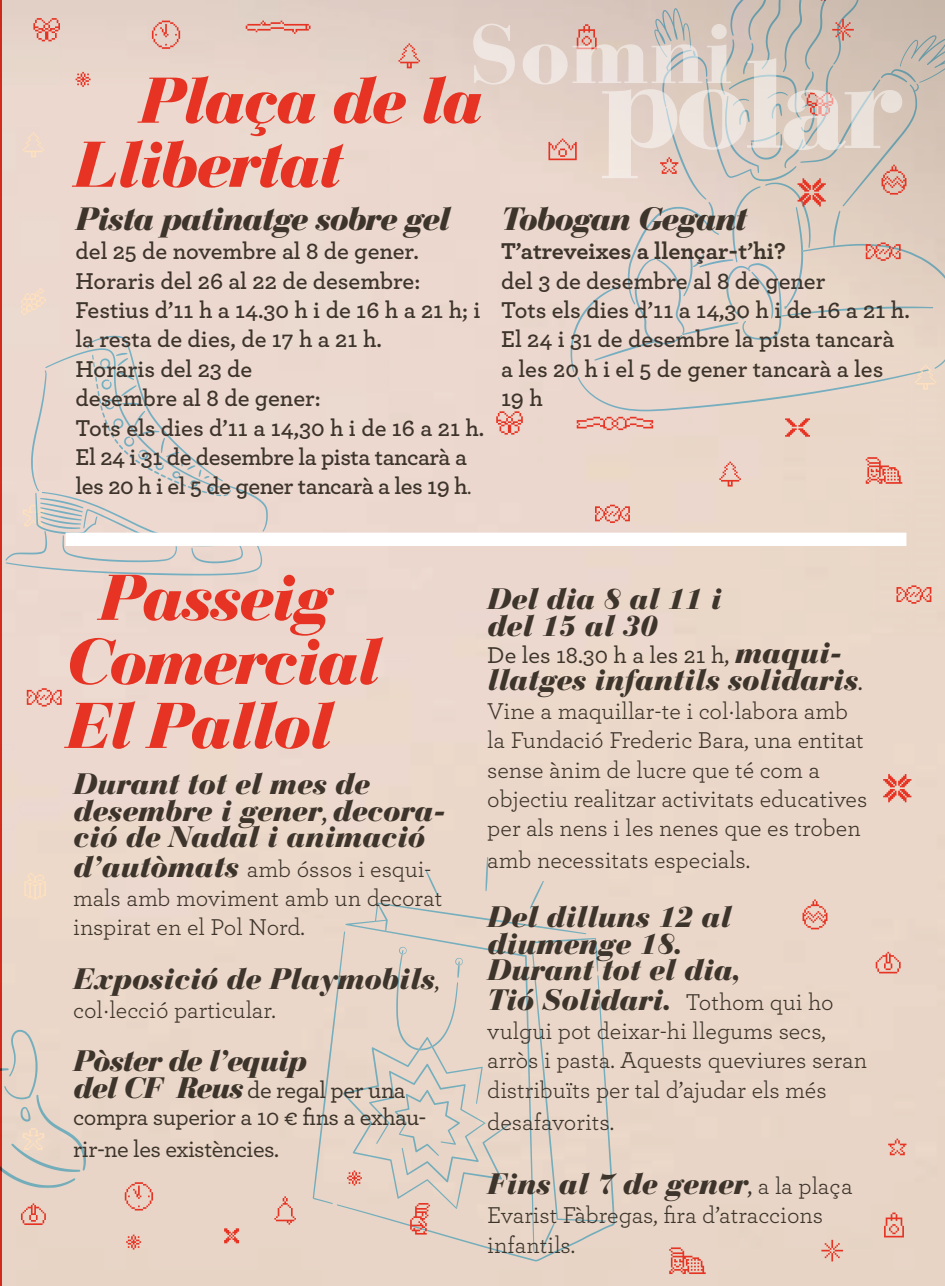 Somni
polar
Plaça de la
Llibertat
Pista patinatge sobre gel
del 25 de novembre al 8 de gener.
Horaris del 26 al 22 de desembre:
Festius d’11 h a 14.30 h i de 16 h a 21 h; i
la resta de dies, de 17 h a 21 h.
Horaris del 23 de
desembre al 8 de gener:
Tots els dies d’11 a 14,30 h i de 16 a 21 h.
El 24 i 31 de desembre la pista tancarà a
les 20 h i el 5 de gener tancarà a les 19 h.
Tobogan Gegant
T’atreveixes a llençar-t’hi?
del 3 de desembre al 8 de gener
Tots els dies d’11 a 14,30 h i de 16 a 21 h.
El 24 i 31 de desembre la pista tancarà
a les 20 h i el 5 de gener tancarà a les
19 h
Passeig
Comercial
El Pallol
Durant tot el mes de
desembre i gener, decora-
ció de Nadal i animació
d’autòmats amb óssos i esqui-
mals amb moviment amb un decorat
inspirat en el Pol Nord.
Exposició de Playmobils,
col·lecció particular.
Pòster de l’equip
del CF Reus de regal per una
compra superior a 10 € fins a exhau-
rir-ne les existències.
Del dia 8 al 11 i
del 15 al 30
De les 18.30 h a les 21 h, maqui-
llatges infantils solidaris.
Vine a maquillar-te i col·labora amb
la Fundació Frederic Bara, una entitat
sense ànim de lucre que té com a
objectiu realitzar activitats educatives
per als nens i les nenes que es troben
amb necessitats especials.
Del dilluns 12 al
diumenge 18.
Durant tot el dia,
Tió Solidari. Tothom qui ho
vulgui pot deixar-hi llegums secs,
arròs i pasta. Aquests queviures seran
distribuïts per tal d’ajudar els més
desafavorits.
Fins al 7 de gener, a la plaça
Evarist Fàbregas, fira d’atraccions
infantils.